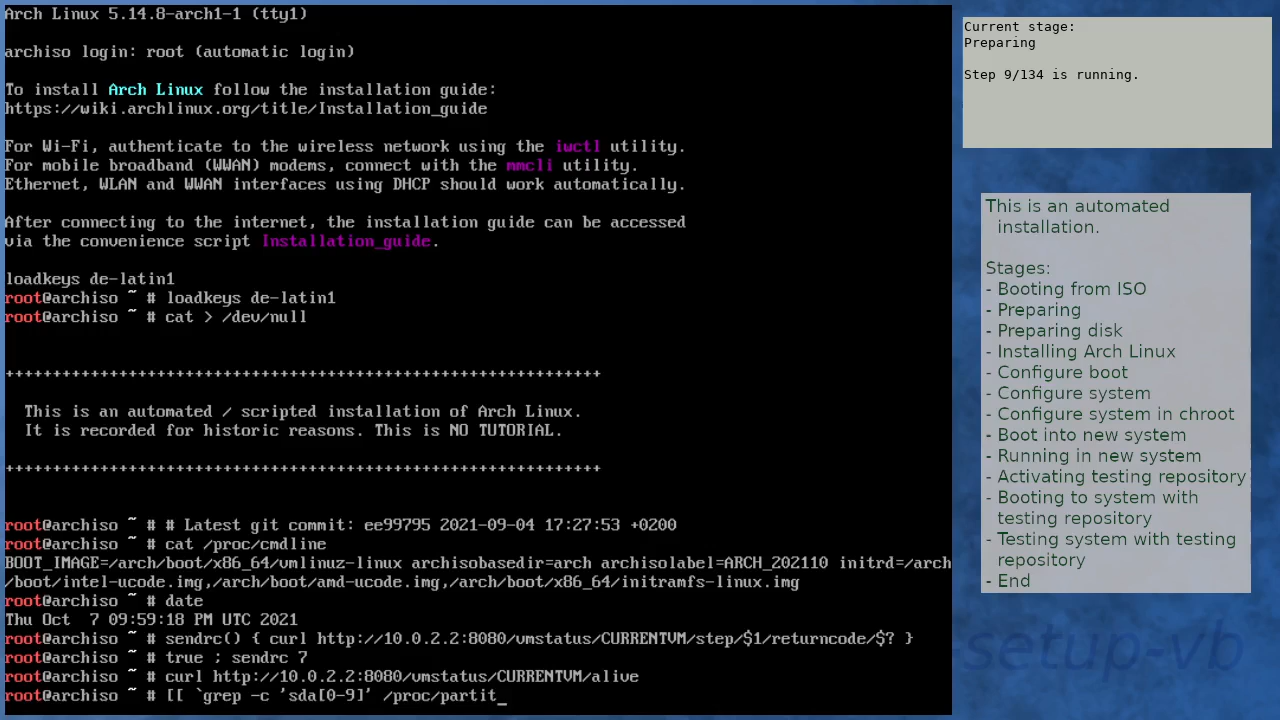 Arch Linux 5.14.8-arch1-1 (tty1)
archiso login: root (automatic login)
To install Arch Linux follow the installation guide:
https://wiki.archlinux.org/title/Installation_guide
For Wi-Fi, authenticate to the wireless network using the iwctl utility.
For mobile broadband (WWAN) modems, connect with the mmcli utility.
Ethernet, WLAN and WWAN interfaces using DHCP should work automatically.
After connecting to the internet, the installation guide can be accessed
via the convenience script Installation_guide.
loadkeys de-latin1
root@archiso ~ # loadkeys de-latin1
root@archiso ~ # cat > /dev/null
+++++++++++++++++++++++++++++++++++++++++++++++++++++++++++++++
This is an automated / scripted installation of Arch Linux.
It is recorded for historic reasons. This is NO TUTORIAL.
+++++++++++++++++++++++++++++++++++++++++++++++++++++++++++++++
root@archiso ~ # # Latest git commit: ee99795 2021-09-04 17:27:53 +0200
root@archiso ~ # cat /proc/cmdline
BOOT_IMAGE=/arch/boot/x86_64/vmlinuz-linux archisobasedir=arch archisolabel=ARCH_202110 initrd=/arch
/boot/intel-ucode.img,/arch/boot/amd-ucode.img,/arch/boot/x86_64/initramfs-linux.img
root@archiso ~ # date
Thu Oct  7 09:59:18 PM UTC 2021
root@archiso ~ # sendrc() { curl http://10.0.2.2:8080/vmstatus/CURRENTVM/step/$1/returncode/$? }
root@archiso ~ # true ; sendrc 7
root@archiso ~ # curl http://10.0.2.2:8080/vmstatus/CURRENTVM/alive
root@archiso ~ # [[ `grep -c 'sda[0-9]' /proc/partit_
Current stage:
Preparing
Step 9/134 is running.
This is an automated
installation.
Stages:
- Booting from ISO
- Preparing
- Preparing disk
- Installing Arch Linux
- Configure boot
- Configure system
- Configure system in chroot
- Boot into new system
- Running in new system
- Activating testing repository
- Booting to system with
testing repository
- Testing system with testing
repository
- End
-setup-vb